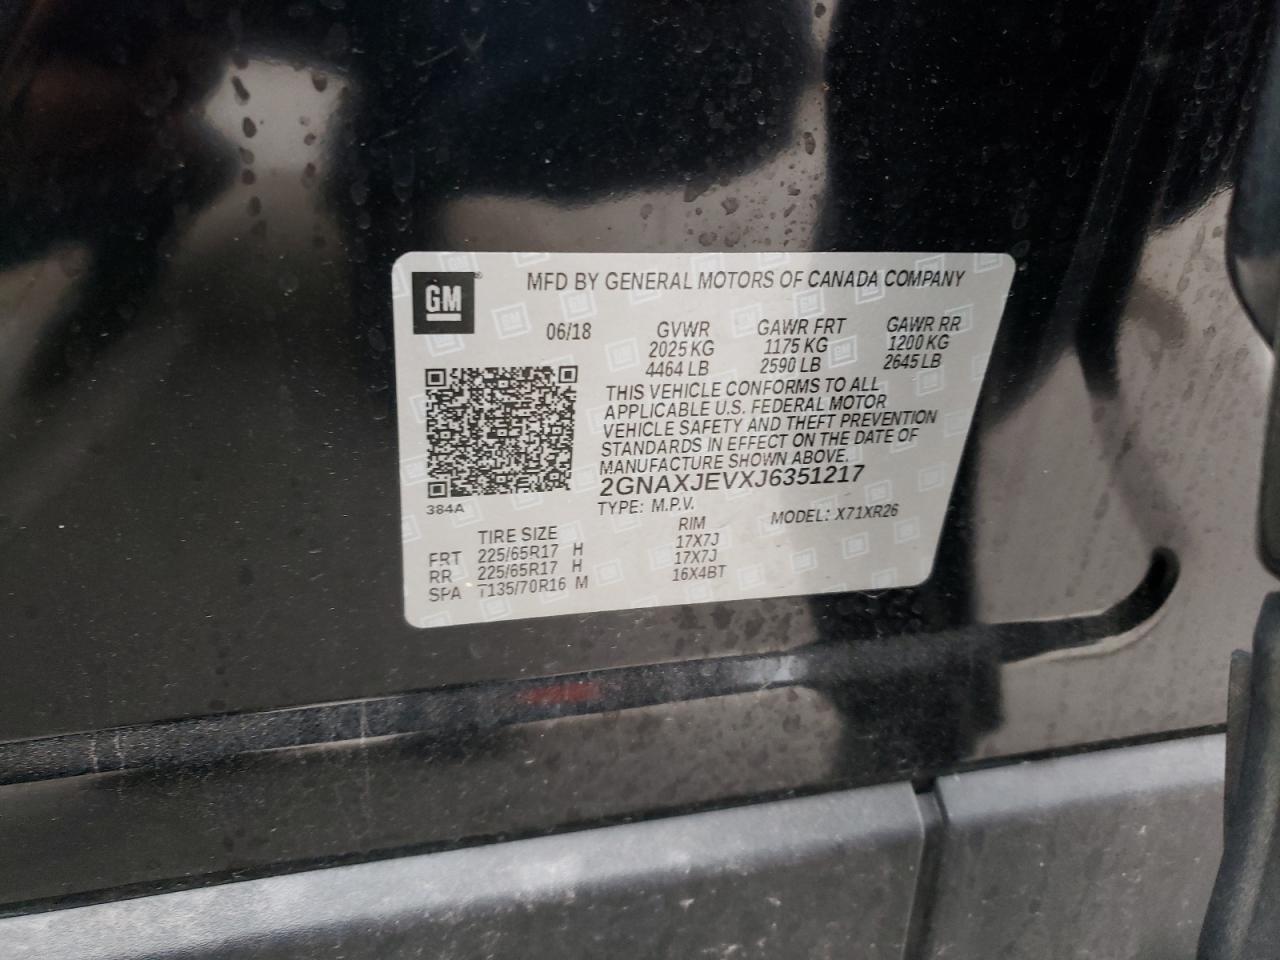 GM
MFD BY GENERAL MOTORS OF CANADA COMPANY
06/18 GVWR GAWR FRT GAWR RR
2025 KG 1175 KG 1200 KG
4464 LB 2590 LB 2645 LB
THIS VEHICLE CONFORMS TO ALL
APPLICABLE U.S. FEDERAL MOTOR
VEHICLE SAFETY AND THEFT PREVENTION
STANDARDS IN EFFECT ON THE DATE OF
MANUFACTURE SHOWN ABOVE.
2GNAXJEVXJ6351217
384A
TYPE: M.P.V. MODEL: X71XR26
TIRE SIZE RIM
FRT 225/65R17 H 17X7J
RR 225/65R17 H 17X7J
SPA T135/70R16 M 16X4BT